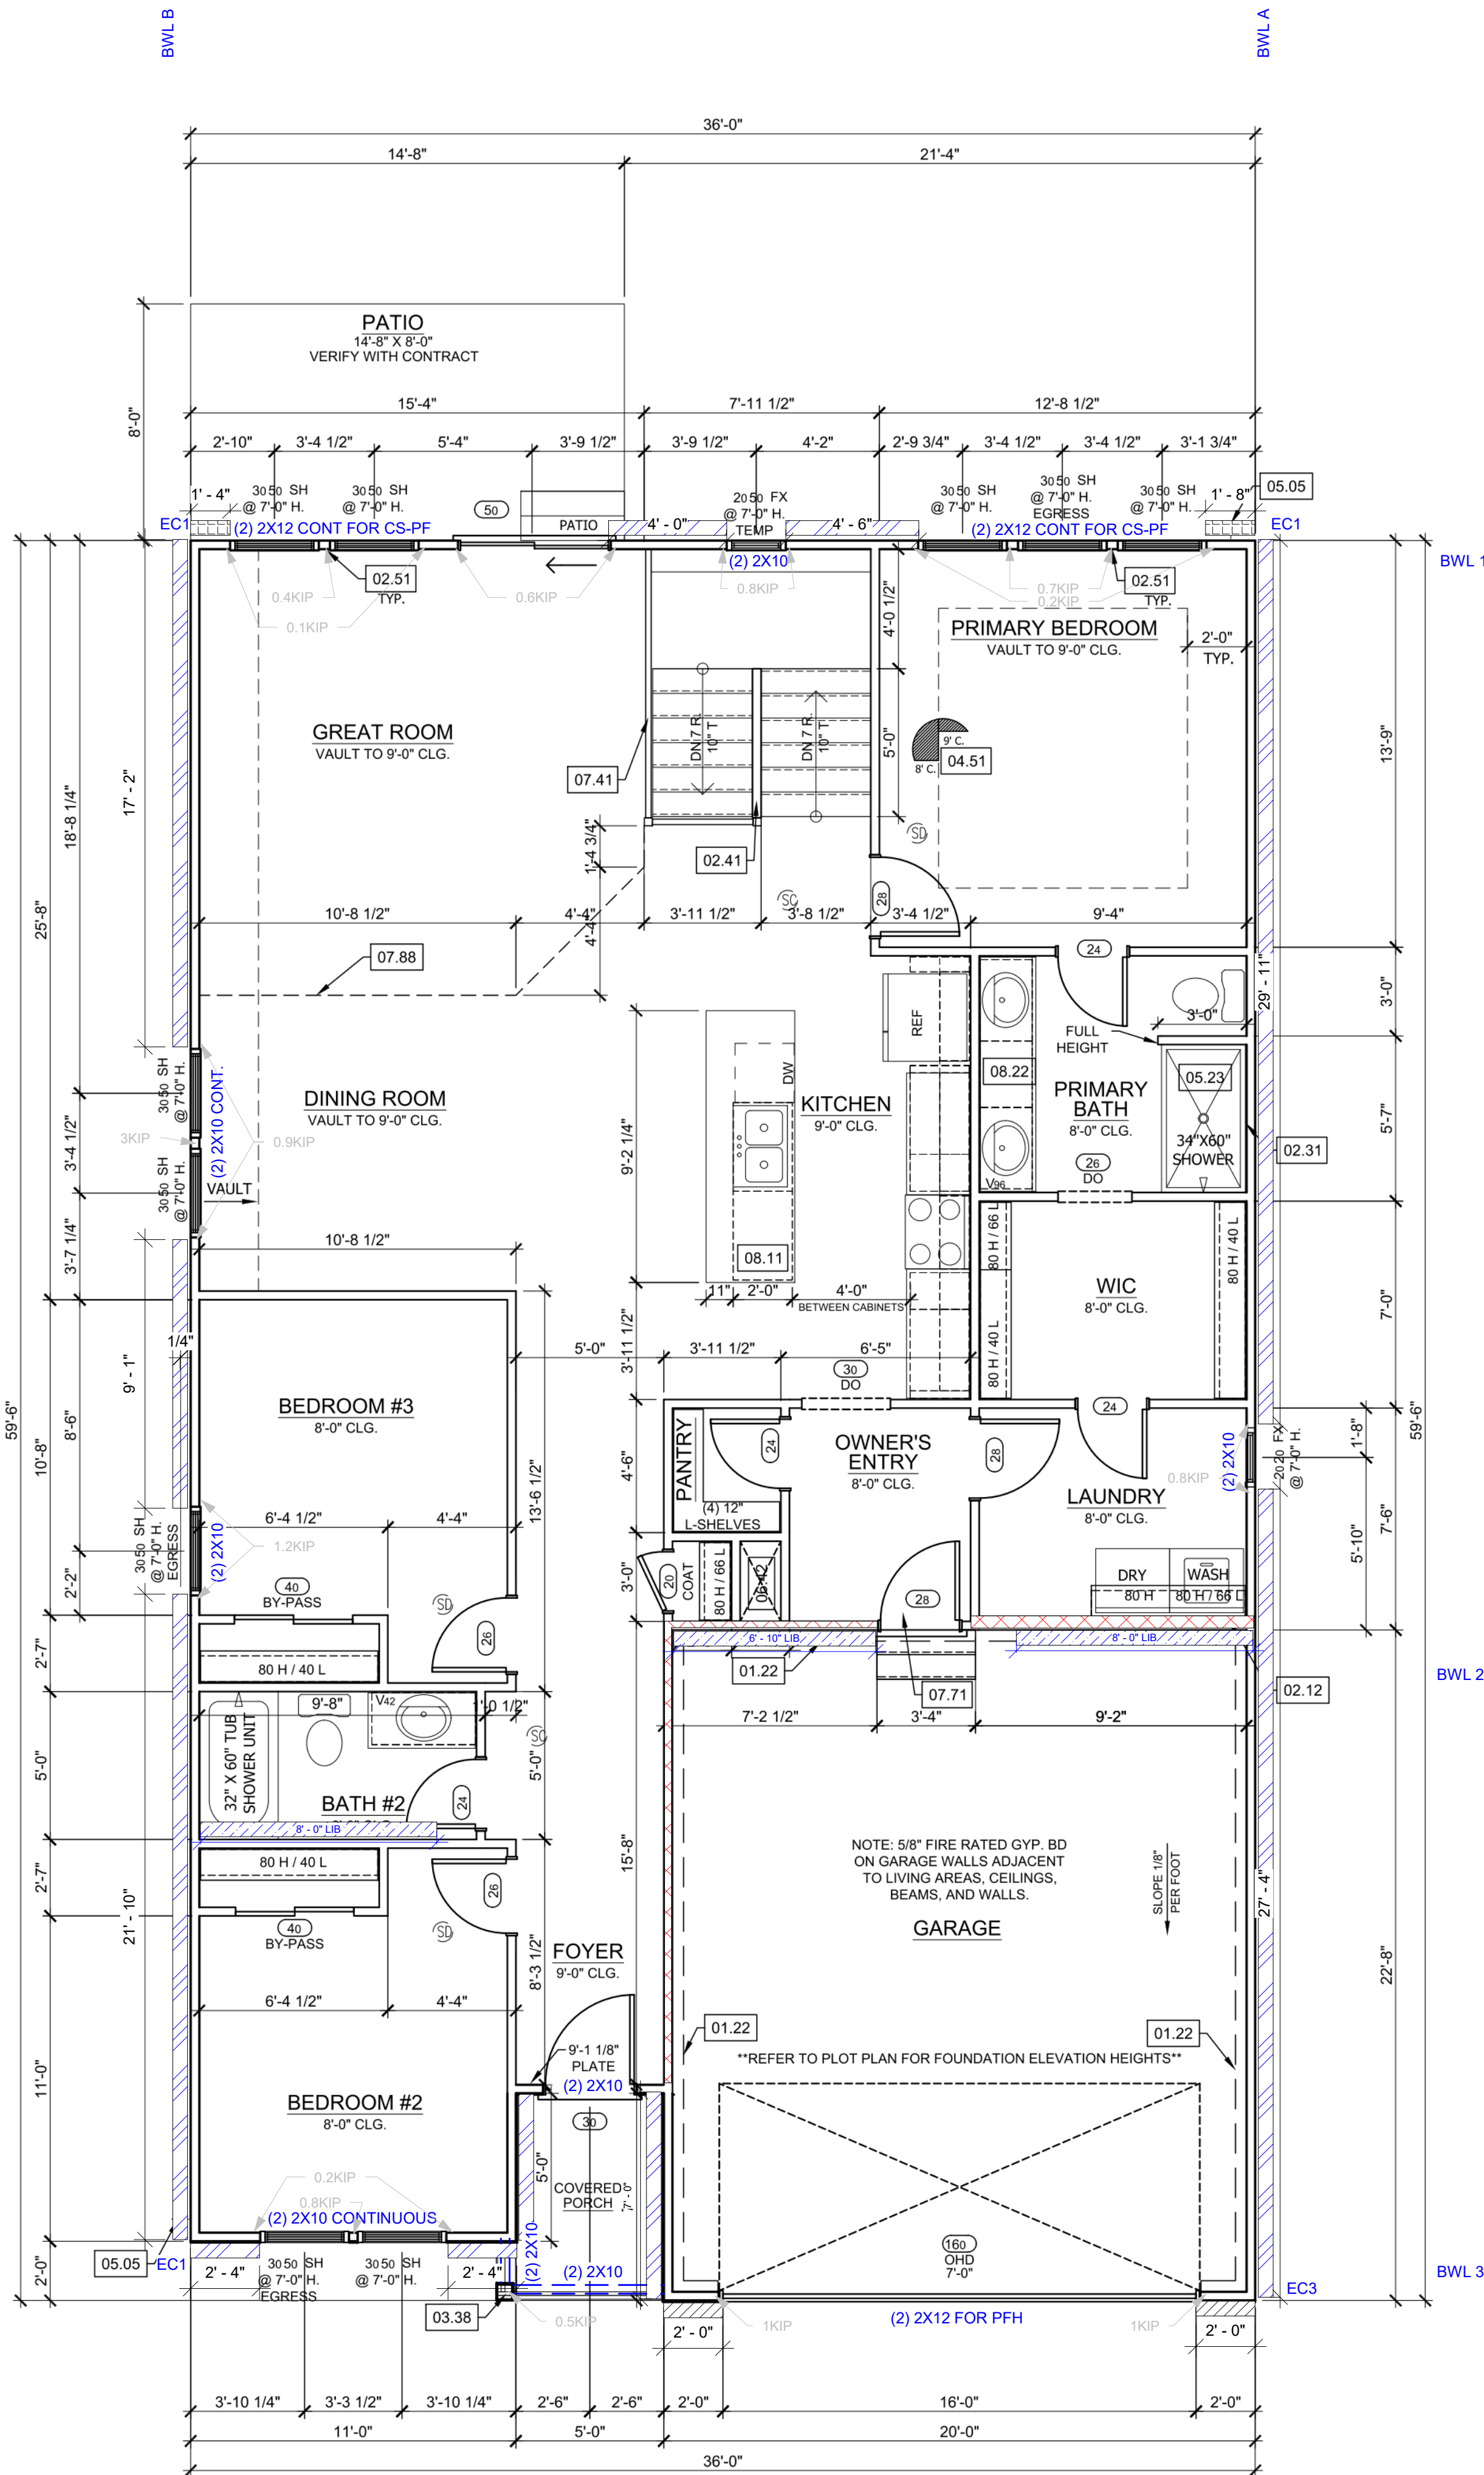 BWL B
BWL A
36'-0"
14'-8"
21'-4"
PATIO
14'-8" X 8'-0"
VERIFY WITH CONTRACT
8'-0"
15'-4"
7'-11 1/2"
12'-8 1/2"
2'-10"
3'-4 1/2"
5'-4"
3'-9 1/2"
3'-9 1/2"
4'-2"
2'-9 3/4"
3'-4 1/2"
3'-4 1/2"
3'-1 3/4"
1' - 4"
3050 SH
@ 7'-0" H.
3050 SH
@ 7'-0" H.
50
PATIO
2050 FX
@ 7'-0" H.
TEMP
4' - 0"
4' - 6"
3050 SH
@ 7'-0" H.
3050 SH
@ 7'-0" H.
EGRESS
3050 SH
@ 7'-0" H.
1' - 8"
05.05
EC1
(2) 2X12 CONT FOR CS-PF
(2) 2X10
(2) 2X12 CONT FOR CS-PF
EC1
BWL 1
02.51
TYP.
0.4KIP
0.1KIP
0.6KIP
0.8KIP
0.7KIP
0.2KIP
02.51
TYP.
4'-0 1/2"
PRIMARY BEDROOM
VAULT TO 9'-0" CLG.
2'-0"
TYP.
GREAT ROOM
VAULT TO 9'-0" CLG.
DN 7 R.
10" T
DN 7 R.
10" T
5'-0"
9' C.
8' C.
04.51
07.41
02.41
SD
SC
1'-4 3/4"
17' - 2"
18'-8 1/4"
25'-8"
13'-9"
28
10'-8 1/2"
4'-4"
4'-4"
3'-11 1/2"
3'-8 1/2"
3'-4 1/2"
9'-4"
07.88
24
29' - 11"
3'-0"
REF
FULL
HEIGHT
3'-0"
08.22
05.23
DW
PRIMARY
BATH
8'-0" CLG.
34"X60"
SHOWER
5'-7"
02.31
DINING ROOM
VAULT TO 9'-0" CLG.
KITCHEN
9'-0" CLG.
3050 SH
@ 7'-0" H.
3050 SH
@ 7'-0" H.
(2) 2X10 CONT.
3KIP
0.9KIP
VAULT
3'-4 1/2"
3'-7 1/4"
9'-2 1/4"
26
DO
V96
10'-8 1/2"
08.11
11"
2'-0"
4'-0"
BETWEEN CABINETS
80 H / 66 L
80 H / 40 L
80 H / 40 L
WIC
8'-0" CLG.
7'-0"
1/4"
9' - 1"
5'-0"
3'-11 1/2"
3'-11 1/2"
6'-5"
30
DO
BEDROOM #3
8'-0" CLG.
59'-6"
10'-8"
8'-6"
13'-6 1/2"
PANTRY
24
OWNER'S
ENTRY
8'-0" CLG.
28
24
4'-6"
(4) 12"
L-SHELVES
LAUNDRY
8'-0" CLG.
0.8KIP
(2) 2X10
2020 FX
@ 7'-0" H.
1'-8"
59'-6"
7'-6"
5'-10"
3050 SH
@ 7'-0" H.
EGRESS
(2) 2X10
6'-4 1/2"
4'-4"
1.2KIP
40
BY-PASS
2'-2"
SD
26
3'-0"
20
COAT
80 H / 66 L
06.42
28
DRY
WASH
80 H
80 H / 66 L
2'-7"
80 H / 40 L
6' - 10" LIB
8' - 0" LIB
01.22
07.71
02.12
BWL 2
9'-8"
V42
1'-0 1/2"
7'-2 1/2"
3'-4"
9'-2"
SC
32" X 60" TUB
SHOWER UNIT
BATH #2
24
5'-0"
5'-0"
8' - 0" LIB
80 H / 40 L
2'-7"
26
40
BY-PASS
SD
15'-8"
21' - 10"
NOTE: 5/8" FIRE RATED GYP. BD
ON GARAGE WALLS ADJACENT
TO LIVING AREAS, CEILINGS,
BEAMS, AND WALLS.
SLOPE 1/8"
PER FOOT
GARAGE
27' - 4"
22'-8"
FOYER
9'-0" CLG.
8'-3 1/2"
6'-4 1/2"
4'-4"
01.22
01.22
9'-1 1/8"
PLATE
(2) 2X10
**REFER TO PLOT PLAN FOR FOUNDATION ELEVATION HEIGHTS**
11'-0"
BEDROOM #2
8'-0" CLG.
30
5'-0"
COVERED
PORCH
7' - 0"
0.2KIP
0.8KIP
(2) 2X10 CONTINUOUS
(2) 2X10
(2) 2X10
160
OHD
7'-0"
05.05
EC1
2'-0"
2' - 4"
3050 SH
@ 7'-0" H.
EGRESS
3050 SH
@ 7'-0" H.
2' - 4"
03.38
0.5KIP
1KIP
(2) 2X12 FOR PFH
1KIP
EC3
BWL 3
2' - 0"
2' - 0"
3'-10 1/4"
3'-3 1/2"
3'-10 1/4"
2'-6"
2'-6"
2'-0"
16'-0"
2'-0"
11'-0"
5'-0"
20'-0"
36'-0"